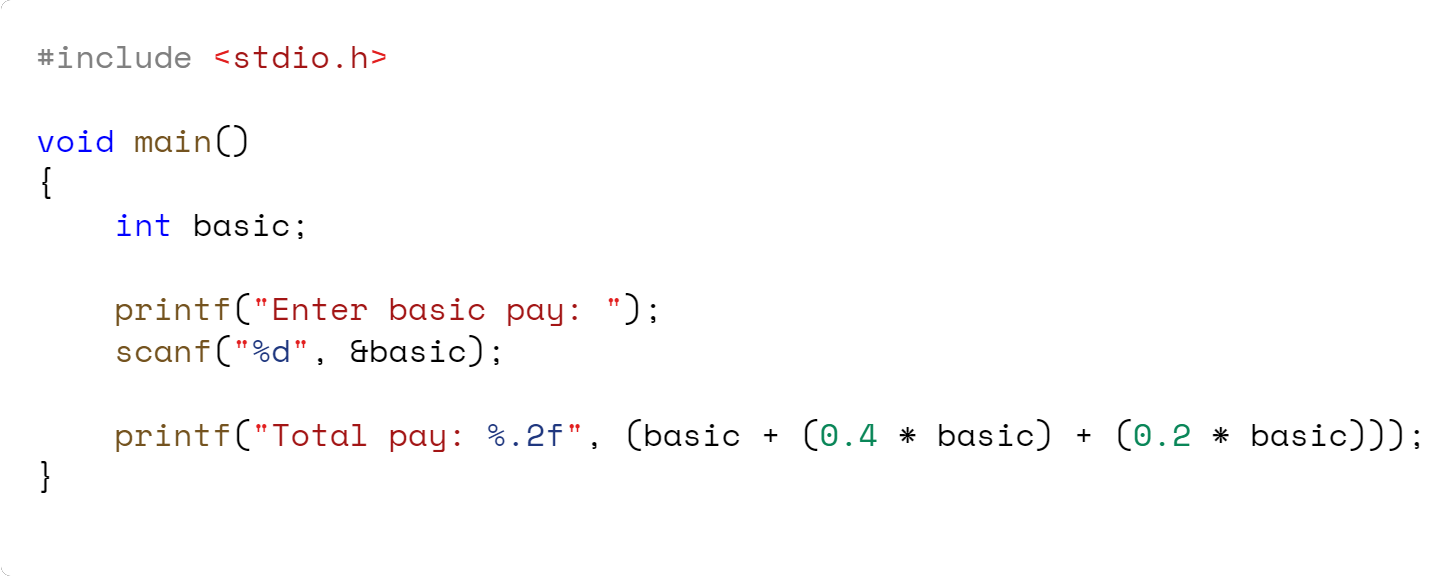 #include <stdio.h>
void main()
{
    int basic;
    printf("Enter basic pay: ");
    scanf("%d", &basic);
    printf("Total pay: %.2f", (basic + (0.4 * basic) + (0.2 * basic)));
}